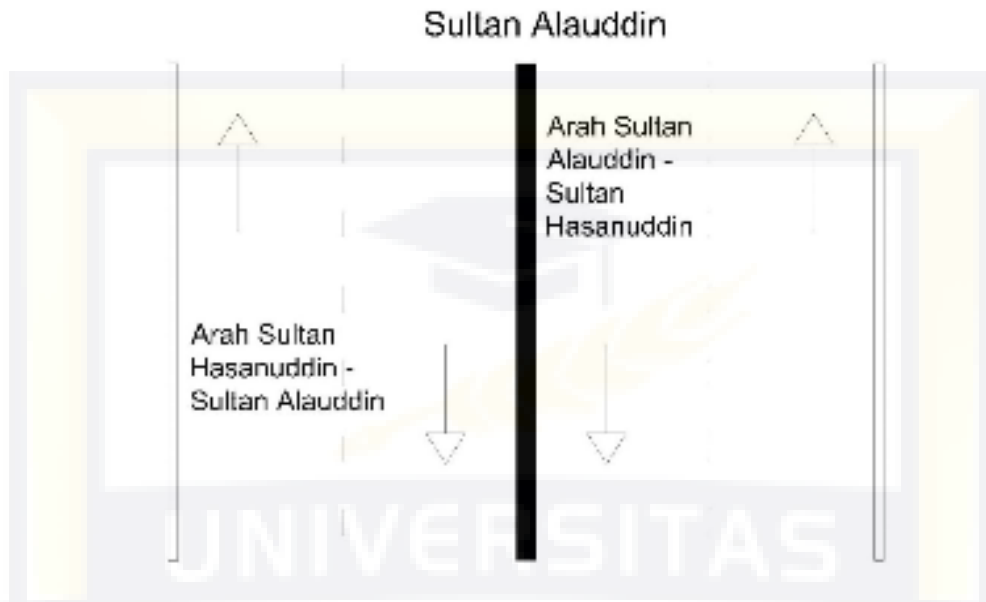 Sultan Alauddin
Arah Sultan
Alauddin -
Sultan
Hasanuddin
Arah Sultan
Hasanuddin -
Sultan Alauddin
UNIVERSITAS